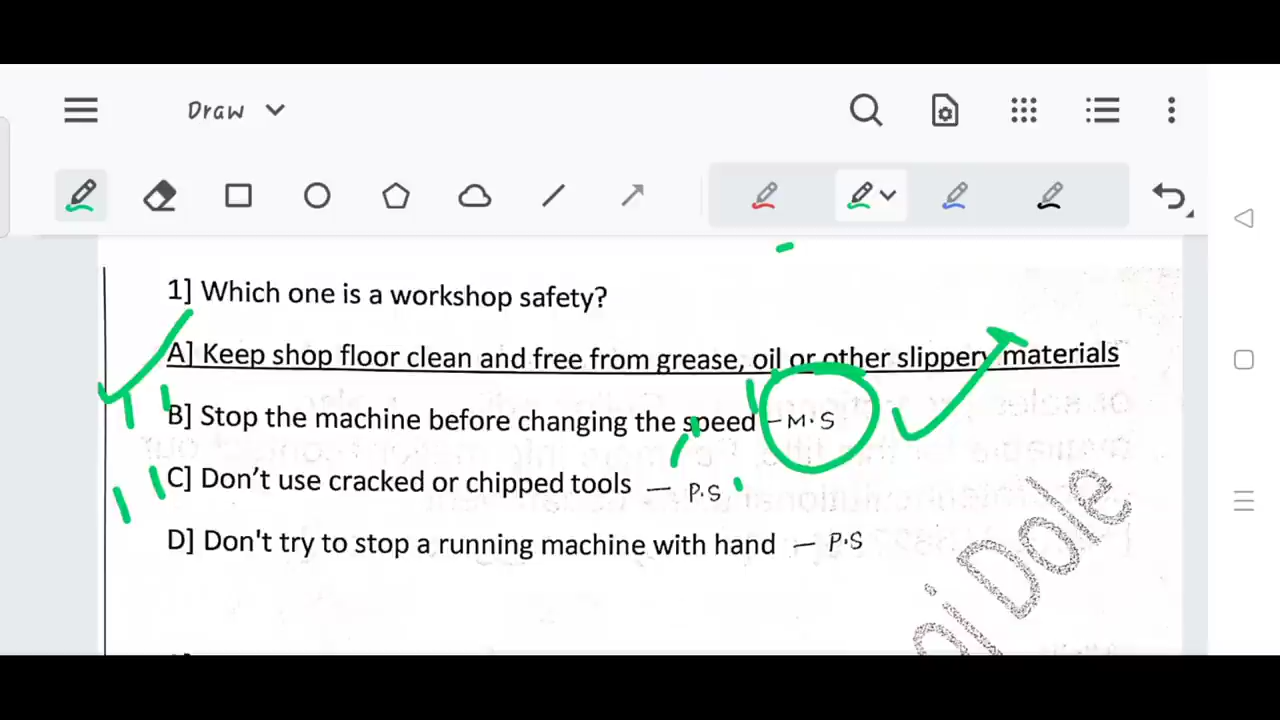 Draw
1] Which one is a workshop safety?
A] Keep shop floor clean and free from grease, oil or other slippery materials
B] Stop the machine before changing the speed - M.S
C] Don't use cracked or chipped tools - P.S
D] Don't try to stop a running machine with hand - P.S
Dole